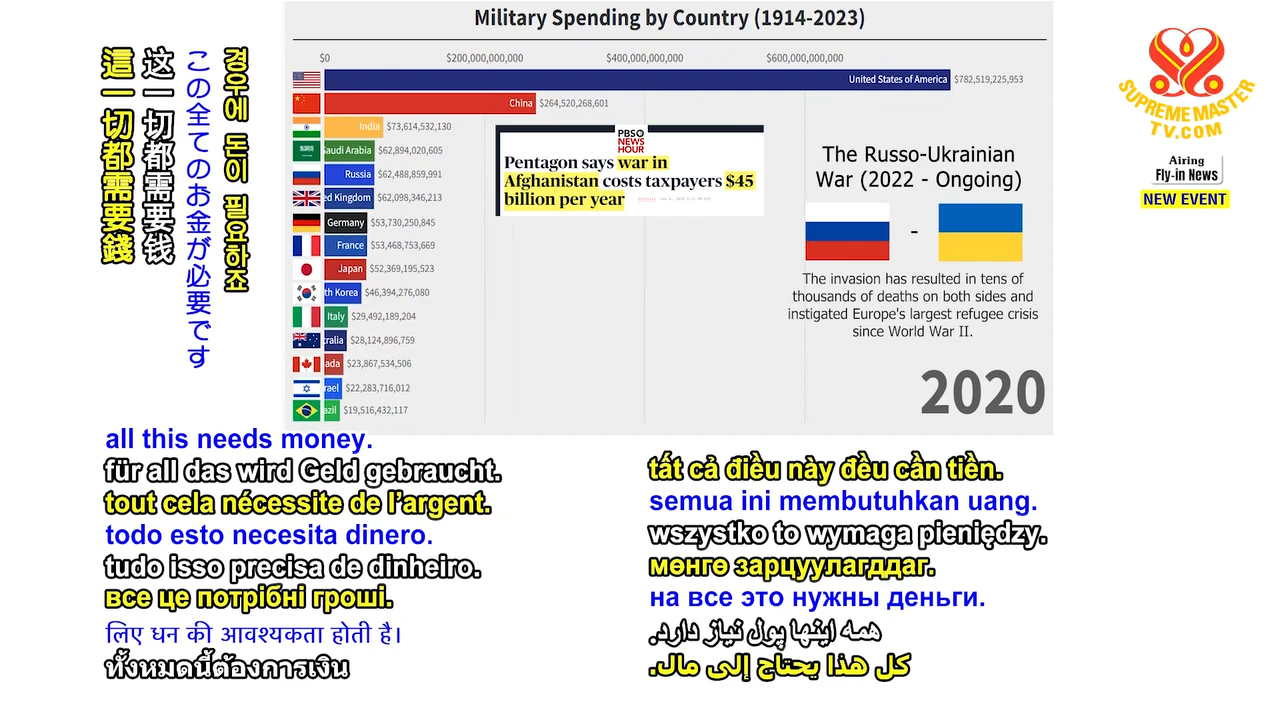 Military Spending by Country (1914-2023)
$0 $200,000,000,000 $400,000,000,000 $600,000,000,000
United States of America $782,519,225,953
China $264,520,268,601
India $73,614,532,130
Saudi Arabia $62,894,020,605
Russia $62,488,859,991
ed Kingdom $62,098,346,213
Germany $53,730,250,845
France $53,468,753,669
Japan $52,369,195,523
th Korea $46,394,276,080
Italy $29,492,189,204
ralia $28,124,896,759
ada $23,867,534,506
rael $22,283,716,012
azil $19,516,432,117
PBS
NEWS
HOUR
Pentagon says war in
Afghanistan costs taxpayers $45
billion per year
The Russo-Ukrainian
War (2022 - Ongoing)
-
The invasion has resulted in tens of
thousands of deaths on both sides and
instigated Europe's largest refugee crisis
since World War II.
2020
SUPREME MASTER
TV.COM
Airing
Fly-in News
NEW EVENT
경우에 돈이 필요하죠
この全てのお金が必要です
这一切都需要钱
這一切都需要錢
all this needs money.
für all das wird Geld gebraucht.
tout cela nécessite de l'argent.
todo esto necesita dinero.
tudo isso precisa de dinheiro.
все це потрібні гроші.
लिए धन की आवश्यकता होती है।
ทั้งหมดนี้ต้องการเงิน
tất cả điều này đều cần tiền.
semua ini membutuhkan uang.
wszystko to wymaga pieniędzy.
мөнгө зарцуулагддаг.
на все это нужны деньги.
همه اینها پول نیاز دارد.
كل هذا يحتاج إلى مال.